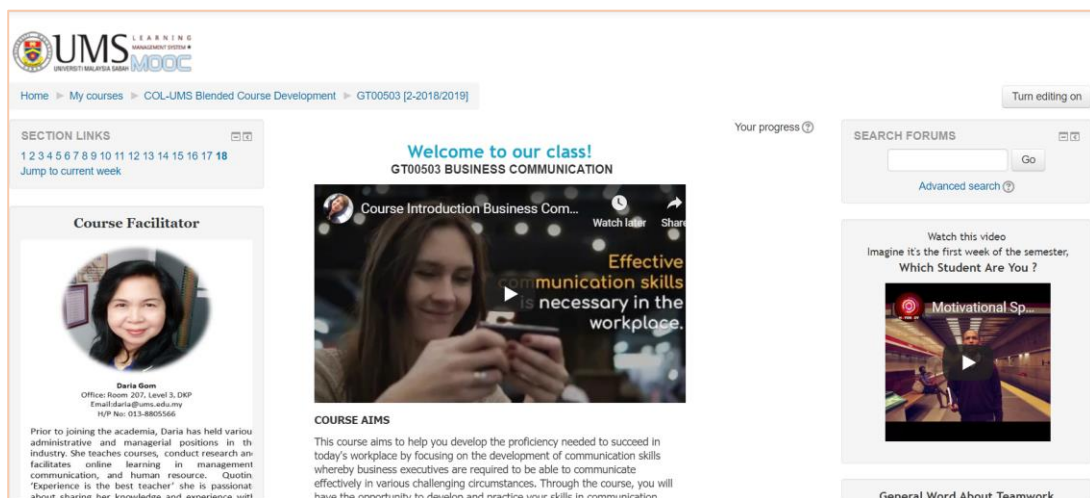 UMS
LEARNING
MANAGEMENT SYSTEM
MOOC
UNIVERSITI MALAYSIA SABAH
Home ► My courses ► COL-UMS Blended Course Development ► GT00503 [2-2018/2019]
Turn editing on
SECTION LINKS
1 2 3 4 5 6 7 8 9 10 11 12 13 14 15 16 17 18
Jump to current week
Course Facilitator
Daria Gom
Office: Room 207, Level 3, DKP
Email:daria@ums.edu.my
H/P No: 013-8805566
Prior to joining the academia, Daria has held variou
administrative and managerial positions in th
industry. She teaches courses, conduct research an
facilitates online learning in management
communication, and human resource. Quotin
'Experience is the best teacher' she is passionat
about sharing her knowledge and experience with
Your progress
Welcome to our class!
GT00503 BUSINESS COMMUNICATION
Course Introduction Business Com...
Watch later
Share
Effective
communication skills
is necessary in the
workplace.
COURSE AIMS
This course aims to help you develop the proficiency needed to succeed in
today's workplace by focusing on the development of communication skills
whereby business executives are required to be able to communicate
effectively in various challenging circumstances. Through the course, you will
have the opportunity to develop and practice your skills in communication
SEARCH FORUMS
Go
Advanced search
Watch this video
Imagine it's the first week of the semester,
Which Student Are You ?
Motivational Sp...
General Word About Teamwork